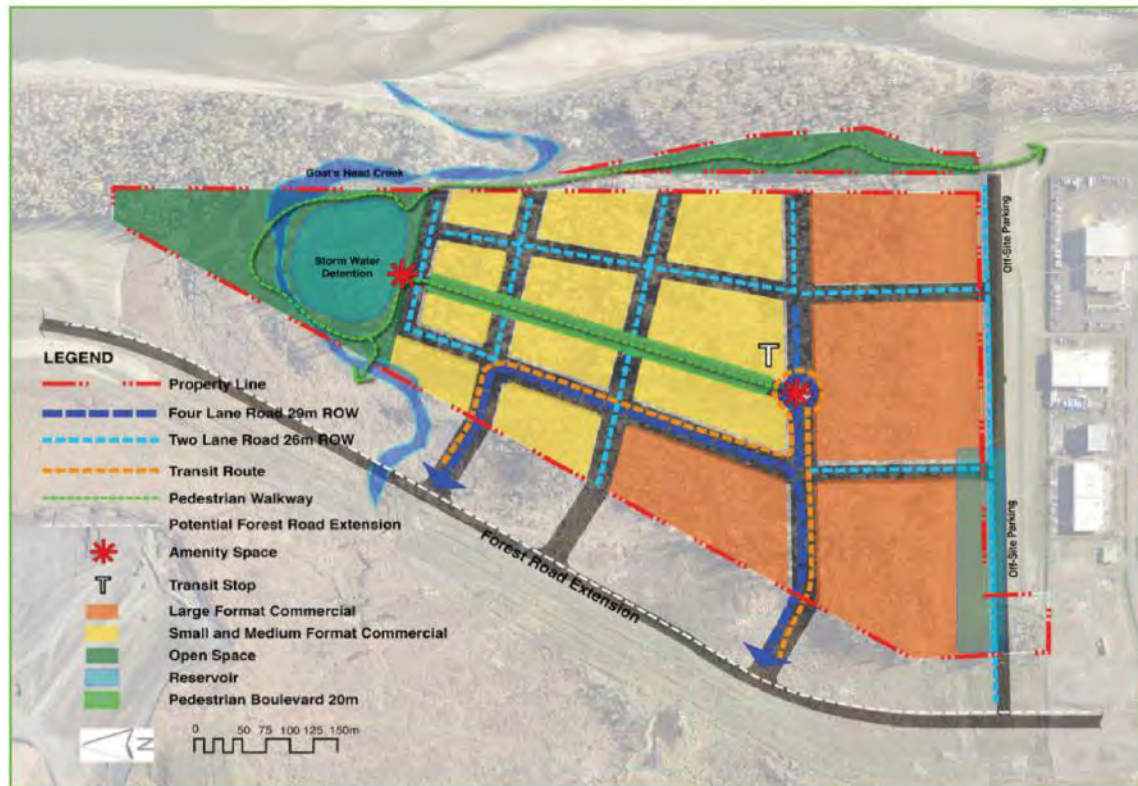 Goat's Head Creek
Storm Water
Detention
T
Off-Site Parking
Off-Site Parking
Forest Road Extension
LEGEND
Property Line
Four Lane Road 29m ROW
Two Lane Road 26m ROW
Transit Route
Pedestrian Walkway
Potential Forest Road Extension
Amenity Space
T Transit Stop
Large Format Commercial
Small and Medium Format Commercial
Open Space
Reservoir
Pedestrian Boulevard 20m
N
0 50 75 100 125 150m